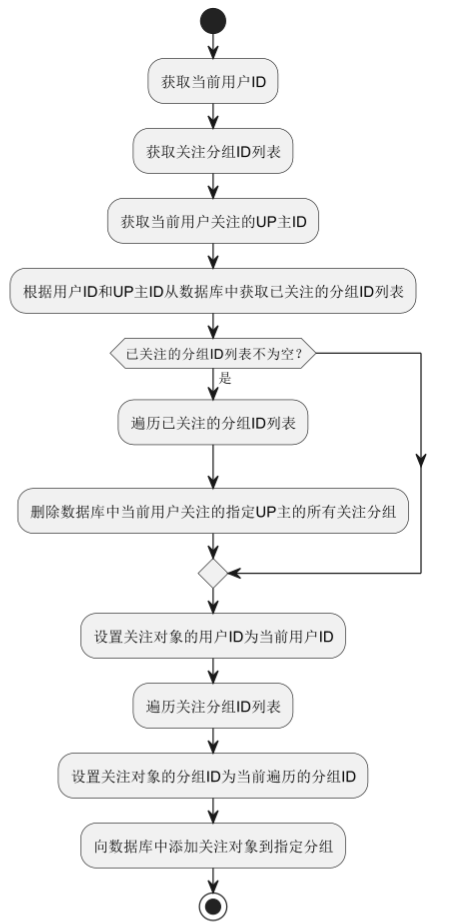 获取当前用户ID
获取关注分组ID列表
获取当前用户关注的UP主ID
根据用户ID和UP主ID从数据库中获取已关注的分组ID列表
已关注的分组ID列表不为空?
是
遍历已关注的分组ID列表
删除数据库中当前用户关注的指定UP主的所有关注分组
设置关注对象的用户ID为当前用户ID
遍历关注分组ID列表
设置关注对象的分组ID为当前遍历的分组ID
向数据库中添加关注对象到指定分组